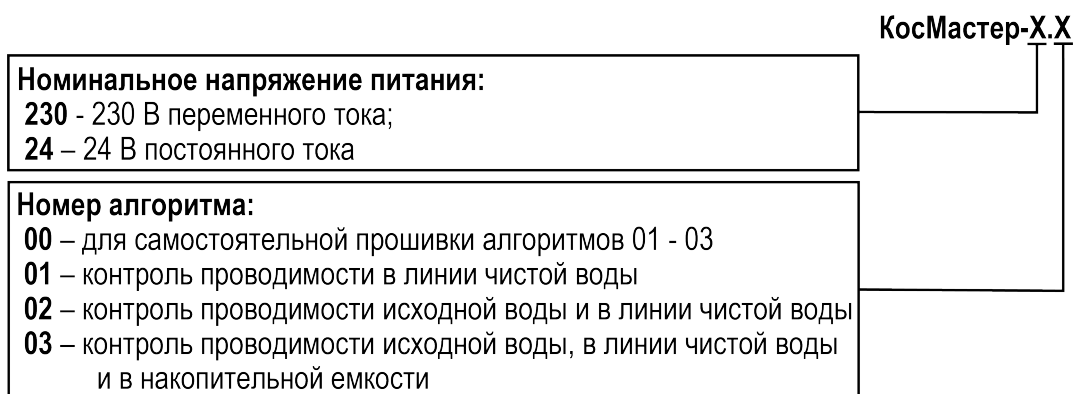 КосМастер-X.X
Номинальное напряжение питания:
230 - 230 В переменного тока;
24 – 24 В постоянного тока
Номер алгоритма:
00 – для самостоятельной прошивки алгоритмов 01 - 03
01 – контроль проводимости в линии чистой воды
02 – контроль проводимости исходной воды и в линии чистой воды
03 – контроль проводимости исходной воды, в линии чистой воды
и в накопительной емкости